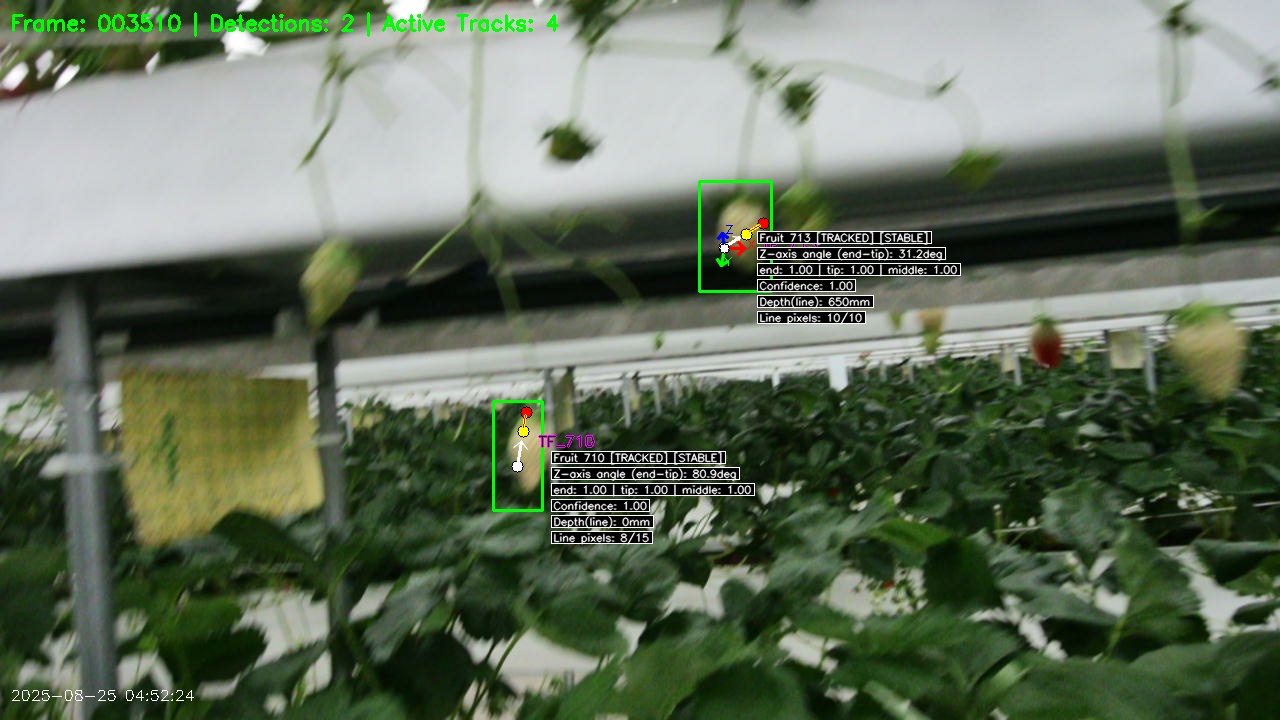 Frame: 003510 | Detections: 2 | Active Tracks: 4
Z
Fruit 713 [TRACKED] [STABLE]
Z-axis angle (end-tip): 31.2deg
end: 1.00 | tip: 1.00 | middle: 1.00
Confidence: 1.00
Depth(line): 650mm
Line pixels: 10/10
TF_710
Fruit 710 [TRACKED] [STABLE]
Z-axis angle (end-tip): 80.9deg
end: 1.00 | tip: 1.00 | middle: 1.00
Confidence: 1.00
Depth(line): 0mm
Line pixels: 8/15
2025-08-25 04:52:24